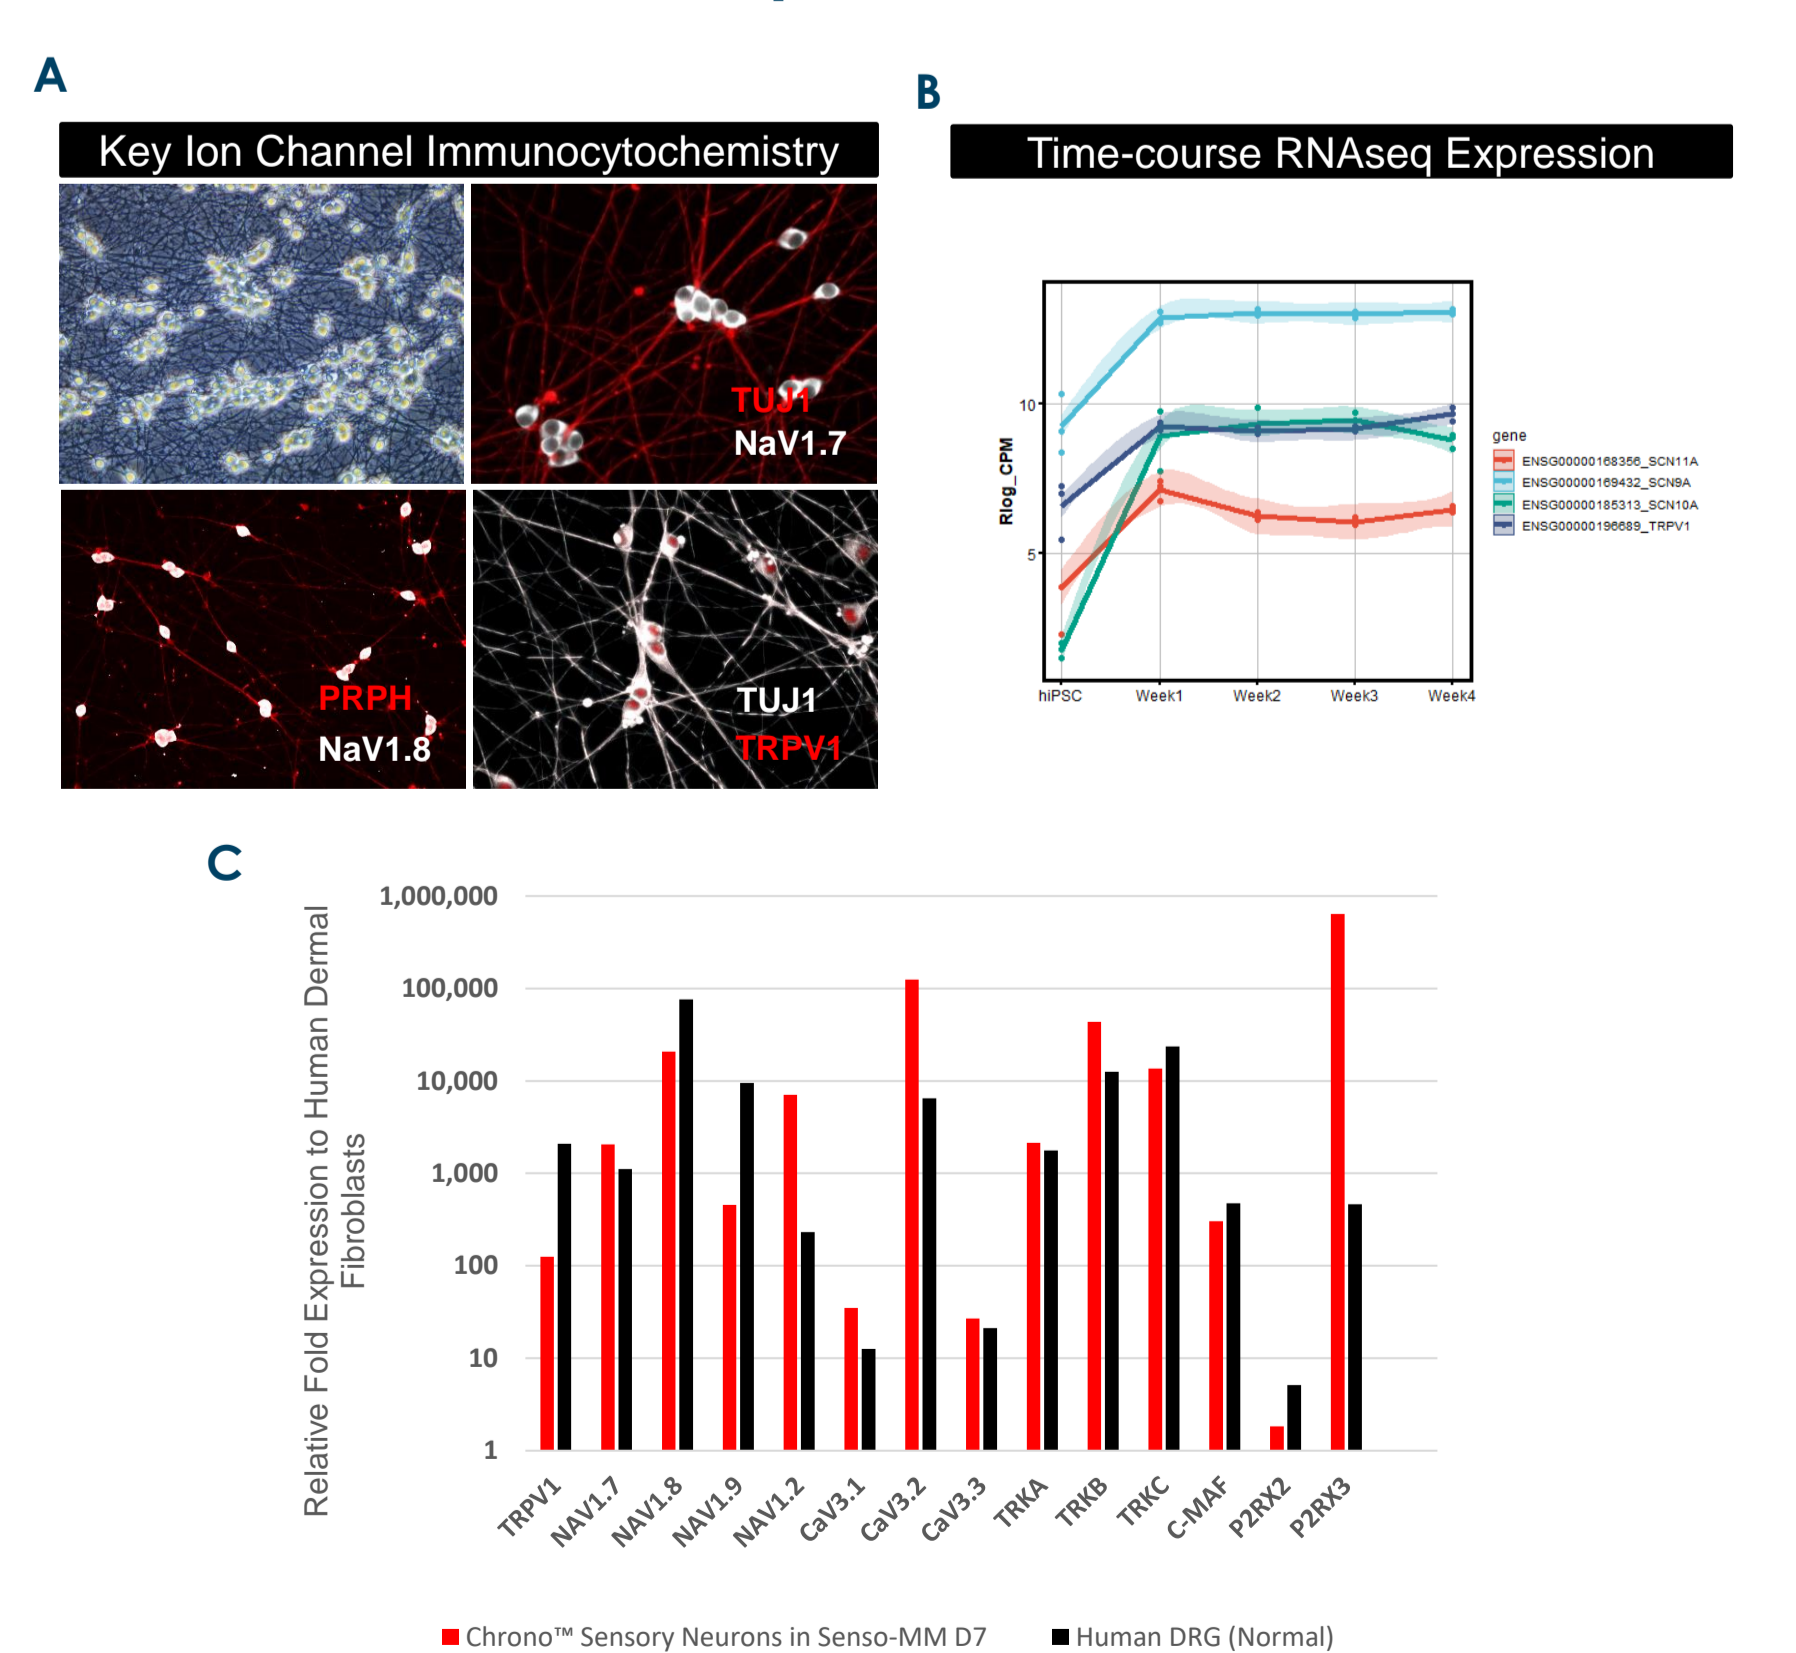 A
B
Key Ion Channel Immunocytochemistry
Time-course RNAseq Expression
TUJ1
NaV1.7
PRPH
NaV1.8
TUJ1
TRPV1
10
5
Rlog_CPM
hiPSC
Week1
Week2
Week3
Week4
gene
ENSG00000168356_SCN11A
ENSG00000169432_SCN9A
ENSG00000185313_SCN10A
ENSG00000196689_TRPV1
C
Relative Fold Expression to Human Dermal
Fibroblasts
1,000,000
100,000
10,000
1,000
100
10
1
TRPV1
NAV1.7
NAV1.8
NAV1.9
NAV1.2
CaV3.1
CaV3.2
CaV3.3
TRKA
TRKB
TRKC
C-MAF
P2RX2
P2RX3
Chrono™ Sensory Neurons in Senso-MM D7
Human DRG (Normal)